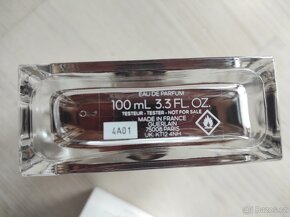 EAU DE PARFUM
100 mL 3.3 FL. OZ.
TESTEUR - TESTER - NOT FOR SALE
MADE IN FRANCE
GUERLAIN
75008 PARIS
UK-KT12 4NH
4A01